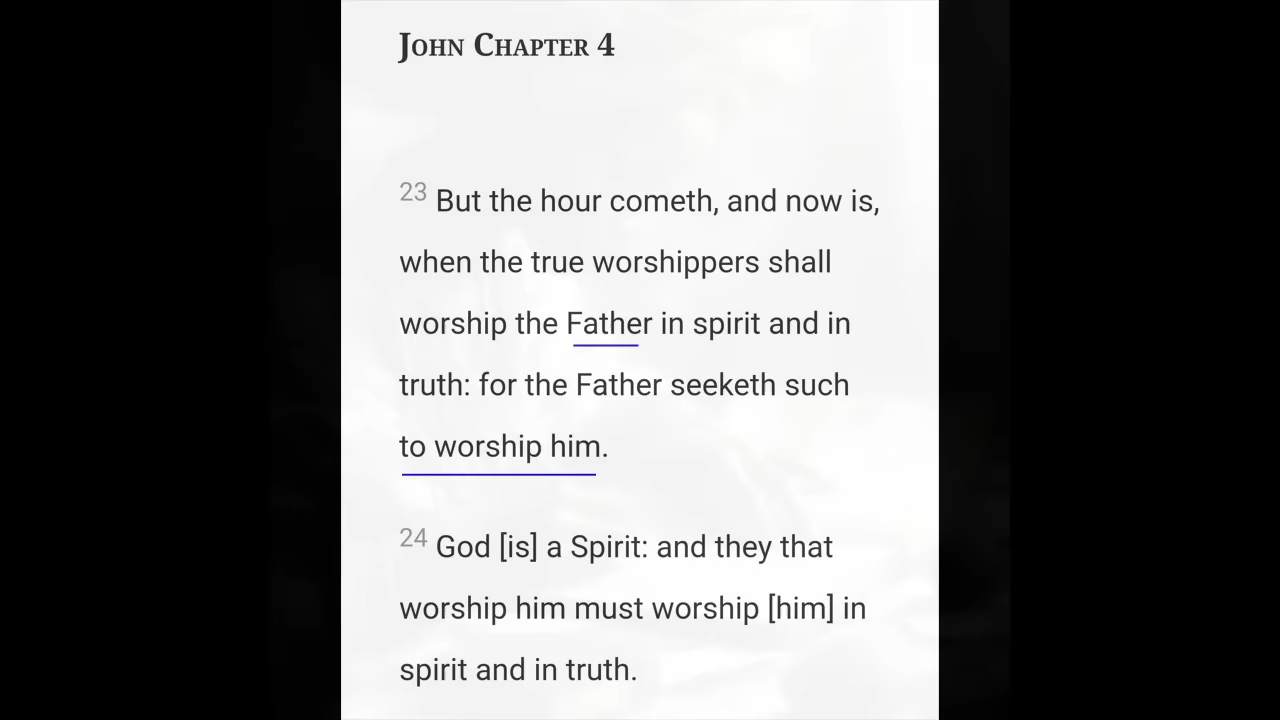 John Chapter 4
23 But the hour cometh, and now is,
when the true worshippers shall
worship the Father in spirit and in
truth: for the Father seeketh such
to worship him.
24 God [is] a Spirit: and they that
worship him must worship [him] in
spirit and in truth.